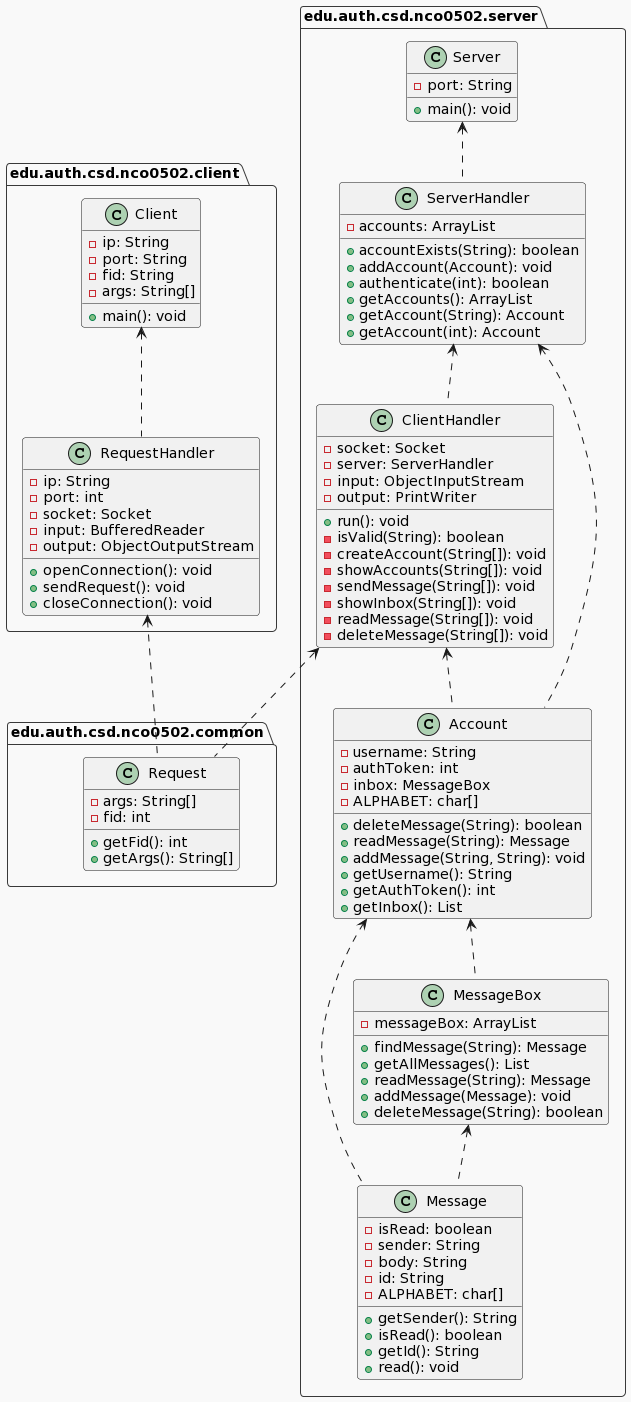 edu.auth.csd.nco0502.server
C Server
port: String
main(): void
C ServerHandler
accounts: ArrayList
accountExists(String): boolean
addAccount(Account): void
authenticate(int): boolean
getAccounts(): ArrayList
getAccount(String): Account
getAccount(int): Account
edu.auth.csd.nco0502.client
C Client
ip: String
port: String
fid: String
args: String[]
main(): void
C RequestHandler
ip: String
port: int
socket: Socket
input: BufferedReader
output: ObjectOutputStream
openConnection(): void
sendRequest(): void
closeConnection(): void
C ClientHandler
socket: Socket
server: ServerHandler
input: ObjectInputStream
output: PrintWriter
run(): void
isValid(String): boolean
createAccount(String[]): void
showAccounts(String[]): void
sendMessage(String[]): void
showInbox(String[]): void
readMessage(String[]): void
deleteMessage(String[]): void
edu.auth.csd.nco0502.common
C Request
args: String[]
fid: int
getFid(): int
getArgs(): String[]
C Account
username: String
authToken: int
inbox: MessageBox
ALPHABET: char[]
deleteMessage(String): boolean
readMessage(String): Message
addMessage(String, String): void
getUsername(): String
getAuthToken(): int
getInbox(): List
C MessageBox
messageBox: ArrayList
findMessage(String): Message
getAllMessages(): List
readMessage(String): Message
addMessage(Message): void
deleteMessage(String): boolean
C Message
isRead: boolean
sender: String
body: String
id: String
ALPHABET: char[]
getSender(): String
isRead(): boolean
getId(): String
read(): void